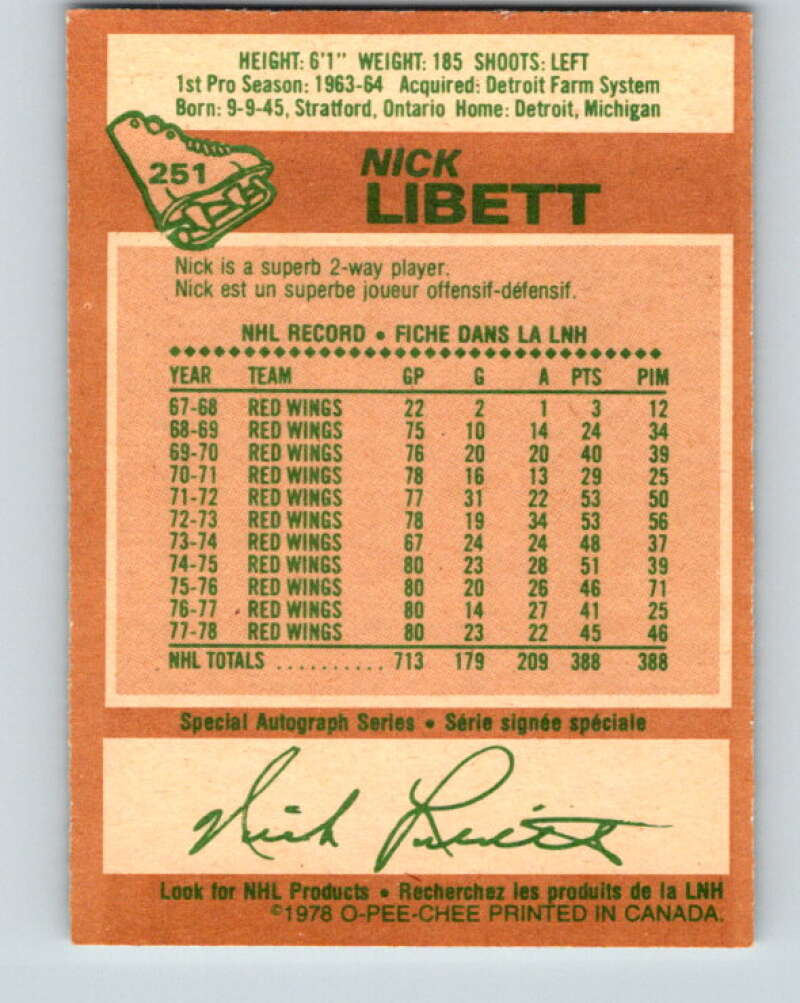 HEIGHT: 6'1" WEIGHT: 185 SHOOTS: LEFT
1st Pro Season: 1963-64 Acquired: Detroit Farm System
Born: 9-9-45, Stratford, Ontario Home: Detroit, Michigan
251
NICK
LIBETT
Nick is a superb 2-way player.
Nick est un superbe joueur offensif-défensif.
NHL RECORD • FICHE DANS LA LNH
YEAR TEAM GP G A PTS PIM
67-68 RED WINGS 22 2 1 3 12
68-69 RED WINGS 75 10 14 24 34
69-70 RED WINGS 76 20 20 40 39
70-71 RED WINGS 78 16 13 29 25
71-72 RED WINGS 77 31 22 53 50
72-73 RED WINGS 78 19 34 53 56
73-74 RED WINGS 67 24 24 48 37
74-75 RED WINGS 80 23 28 51 39
75-76 RED WINGS 80 20 26 46 71
76-77 RED WINGS 80 14 27 41 25
77-78 RED WINGS 80 23 22 45 46
NHL TOTALS .......... 713 179 209 388 388
Special Autograph Series • Série signée spéciale
Nick Libett
Look for NHL Products • Recherchez les produits de la LNH
©1978 O-PEE-CHEE PRINTED IN CANADA.